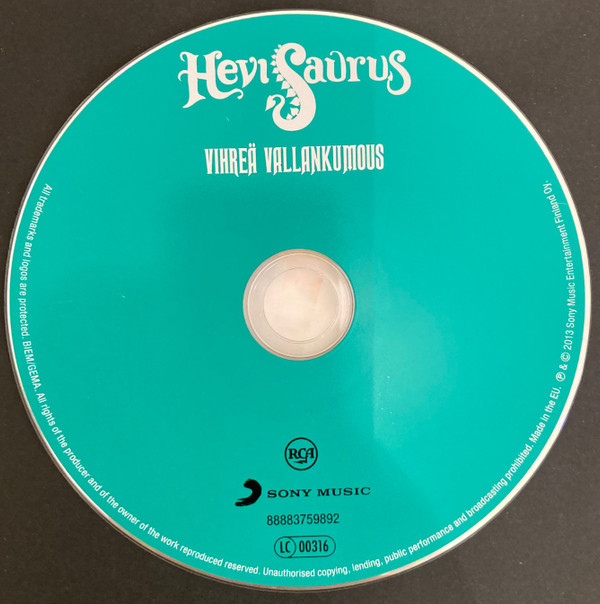 HeviSaurus
VIHREÄ VALLANKUMOUS
RCA
SONY MUSIC
88883759892
LC 00316
All trademarks and logos are protected. BIEM/GEMA. All rights of the producer and of the owner of the work reproduced reserved. Unauthorised copying, lending, public performance and broadcasting prohibited. Made in the EU. ℗ & © 2013 Sony Music Entertainment Finland Oy.